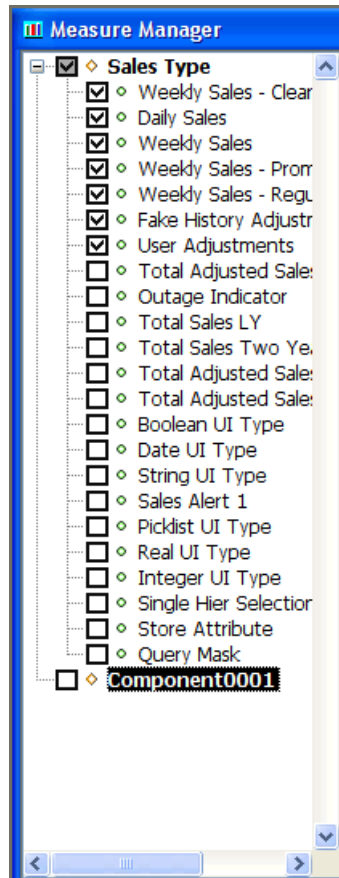 Measure Manager
Sales Type
Weekly Sales - Clear
Daily Sales
Weekly Sales
Weekly Sales - Prom
Weekly Sales - Regu
Fake History Adjustr
User Adjustments
Total Adjusted Sales
Outage Indicator
Total Sales LY
Total Sales Two Yea
Total Adjusted Sales
Total Adjusted Sales
Boolean UI Type
Date UI Type
String UI Type
Sales Alert 1
Picklist UI Type
Real UI Type
Integer UI Type
Single Hier Selection
Store Attribute
Query Mask
Component0001